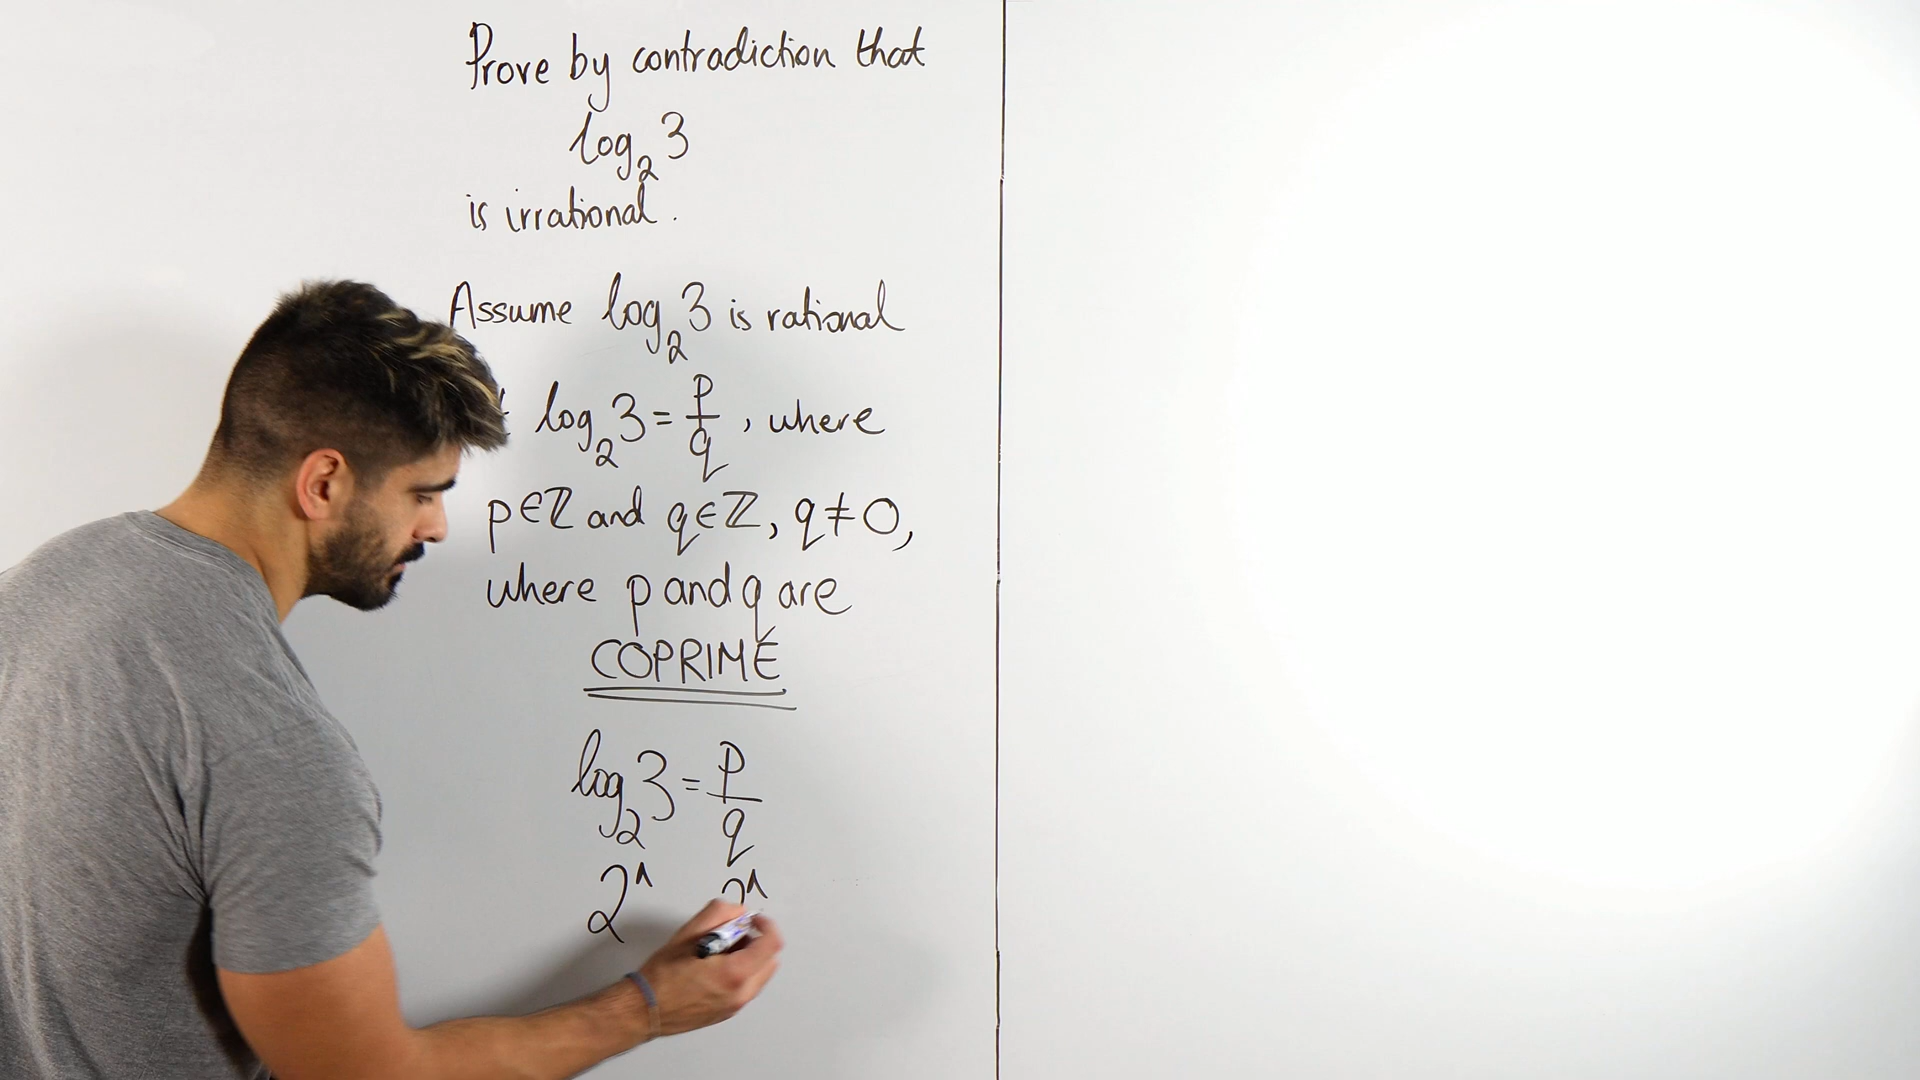 Prove by contradiction that
log₂3
is irrational.
Assume log₂3 is rational
log₂3 = p/q, where
p∈ℤ and q∈ℤ, q≠0,
where p and q are
COPRIME
log₂3 = p/q
2^ 2^